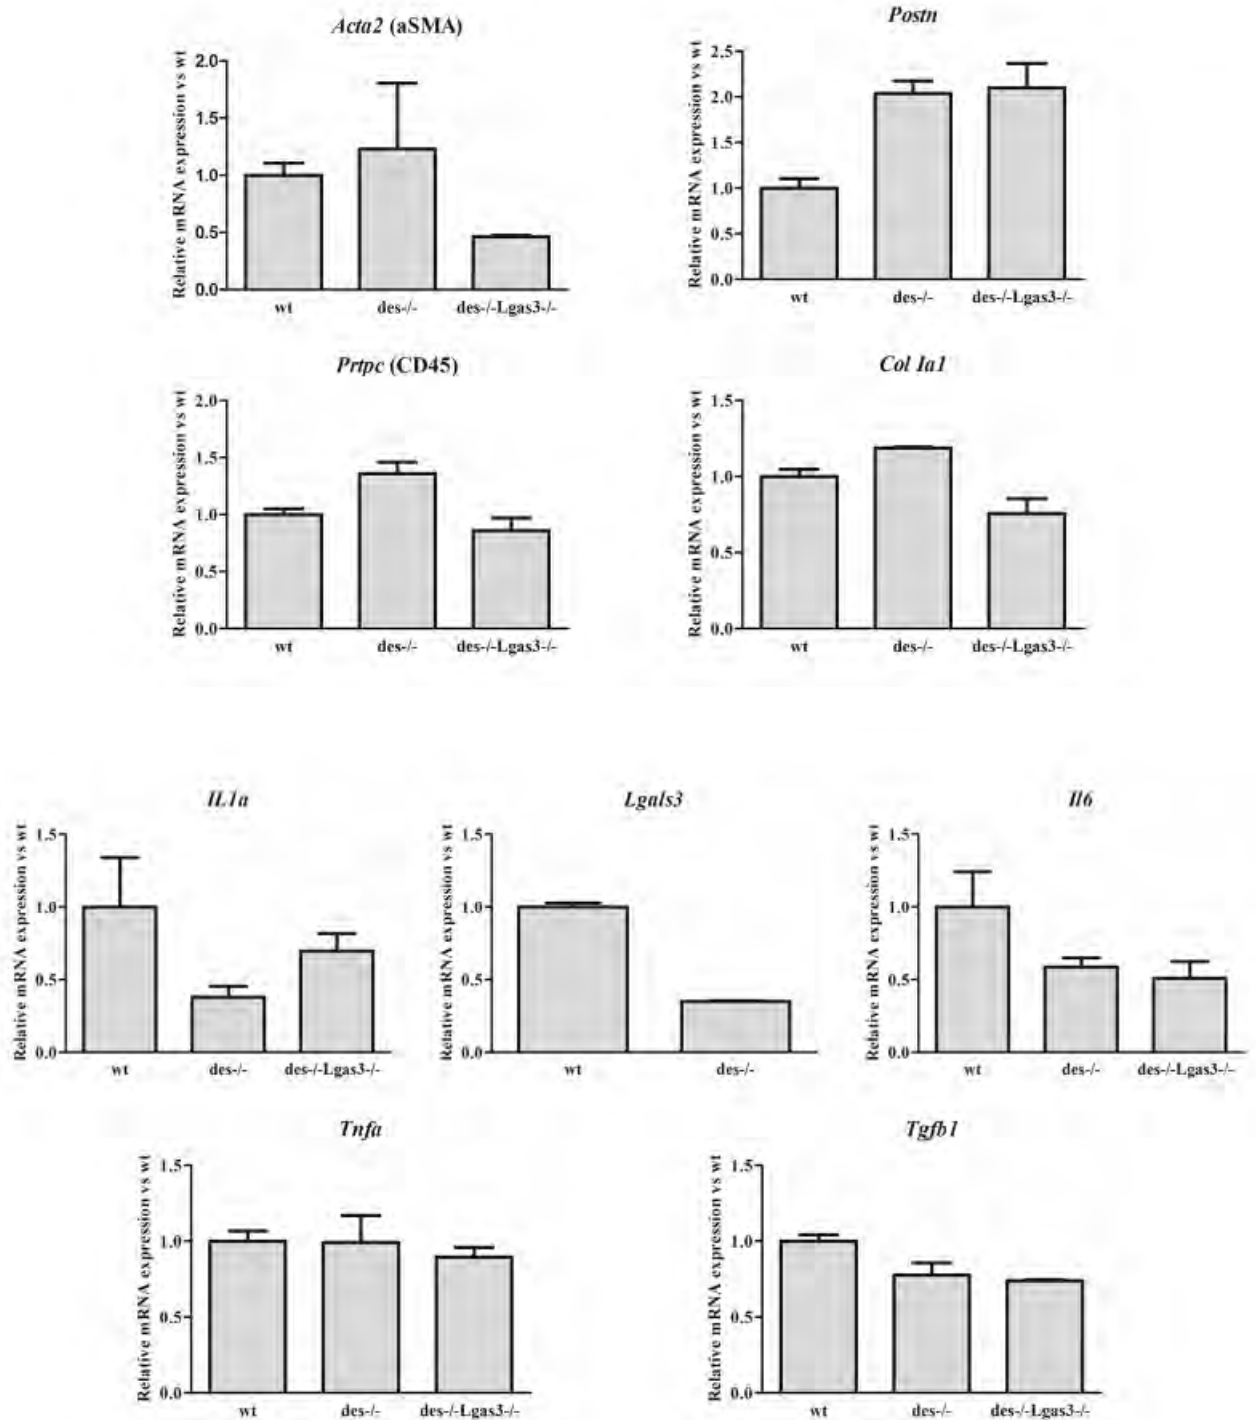 Acta2 (aSMA)
Relative mRNA expression vs wt
2.0
1.5
1.0
0.5
0.0
wt des-/- des-/-Lgas3-/-
Postn
Relative mRNA expression vs wt
2.5
2.0
1.5
1.0
0.5
0.0
wt des-/- des-/-Lgas3-/-
Prtpc (CD45)
Relative mRNA expression vs wt
2.0
1.5
1.0
0.5
0.0
wt des-/- des-/-Lgas3-/-
Col Ia1
Relative mRNA expression vs wt
1.5
1.0
0.5
0.0
wt des-/- des-/-Lgas3-/-
IL1a
Relative mRNA expression vs wt
1.5
1.0
0.5
0.0
wt des-/- des-/-Lgas3-/-
Lgals3
Relative mRNA expression vs wt
1.5
1.0
0.5
0.0
wt des-/-
Il6
Relative mRNA expression vs wt
1.5
1.0
0.5
0.0
wt des-/- des-/-Lgas3-/-
Tnfa
Relative mRNA expression vs wt
1.5
1.0
0.5
0.0
wt des-/- des-/-Lgas3-/-
Tgfb1
Relative mRNA expression vs wt
1.5
1.0
0.5
0.0
wt des-/- des-/-Lgas3-/-